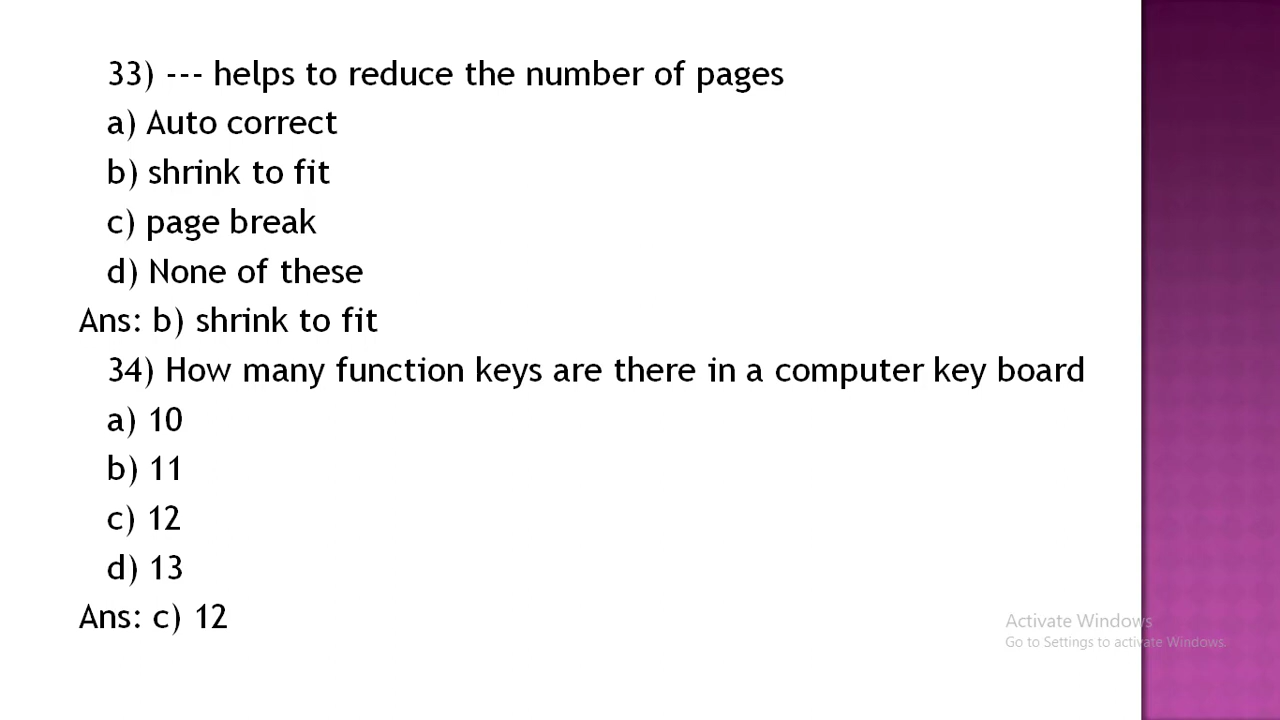 33) --- helps to reduce the number of pages
a) Auto correct
b) shrink to fit
c) page break
d) None of these
Ans: b) shrink to fit
34) How many function keys are there in a computer key board
a) 10
b) 11
c) 12
d) 13
Ans: c) 12
Activate Windows
Go to Settings to activate Windows.